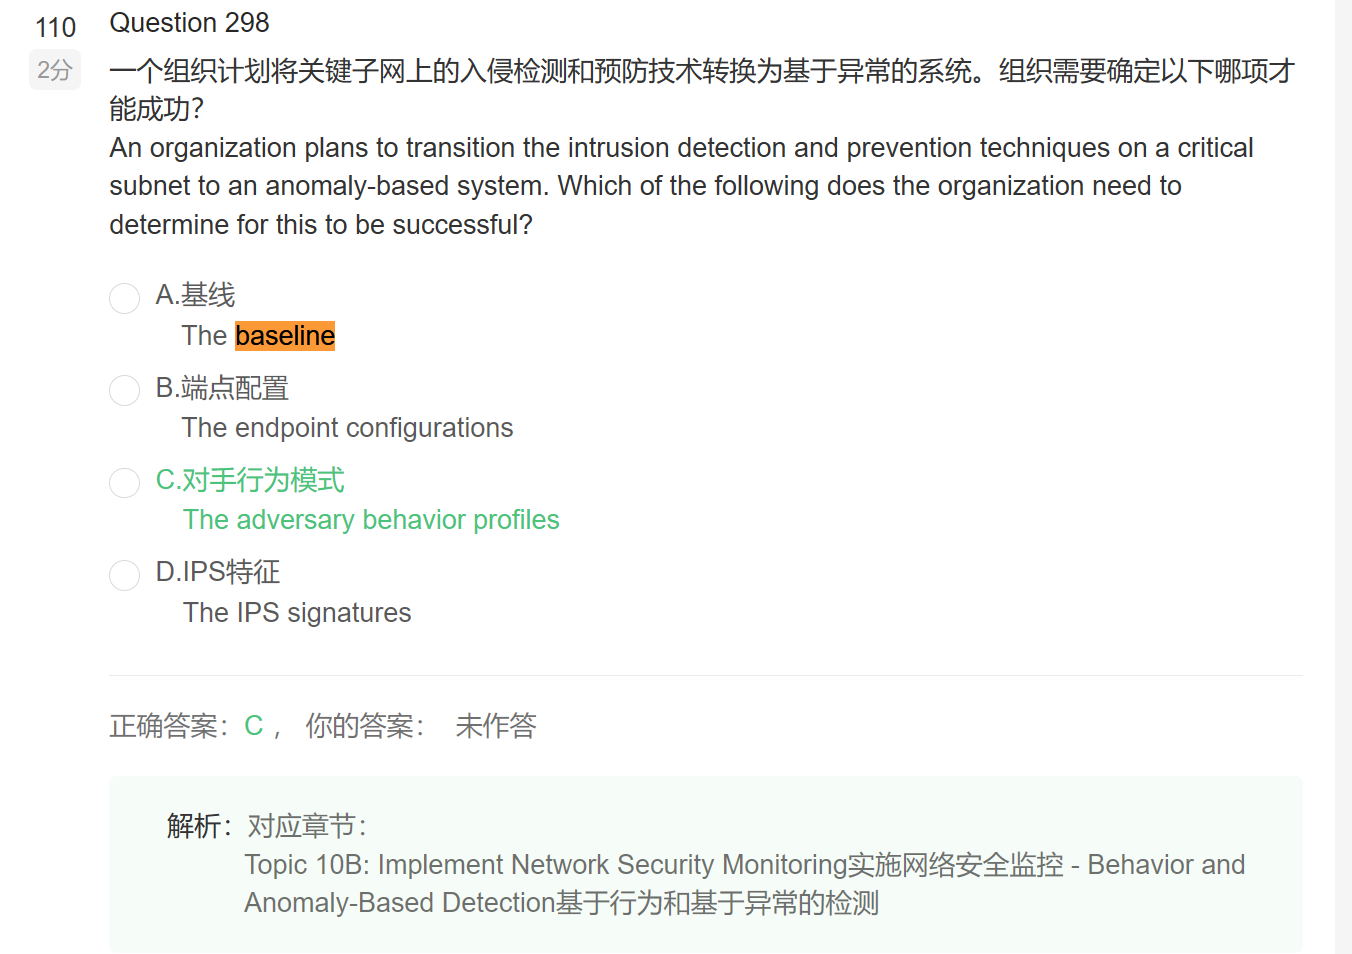 110
Question 298
2分
一个组织计划将关键子网上的入侵检测和预防技术转换为基于异常的系统。组织需要确定以下哪项才
能成功？
An organization plans to transition the intrusion detection and prevention techniques on a critical
subnet to an anomaly-based system. Which of the following does the organization need to
determine for this to be successful?
A.基线
The baseline
B.端点配置
The endpoint configurations
C.对手行为模式
The adversary behavior profiles
D.IPS特征
The IPS signatures
正确答案：C ， 你的答案： 未作答
解析：对应章节：
Topic 10B: Implement Network Security Monitoring实施网络安全监控 - Behavior and
Anomaly-Based Detection基于行为和基于异常的检测